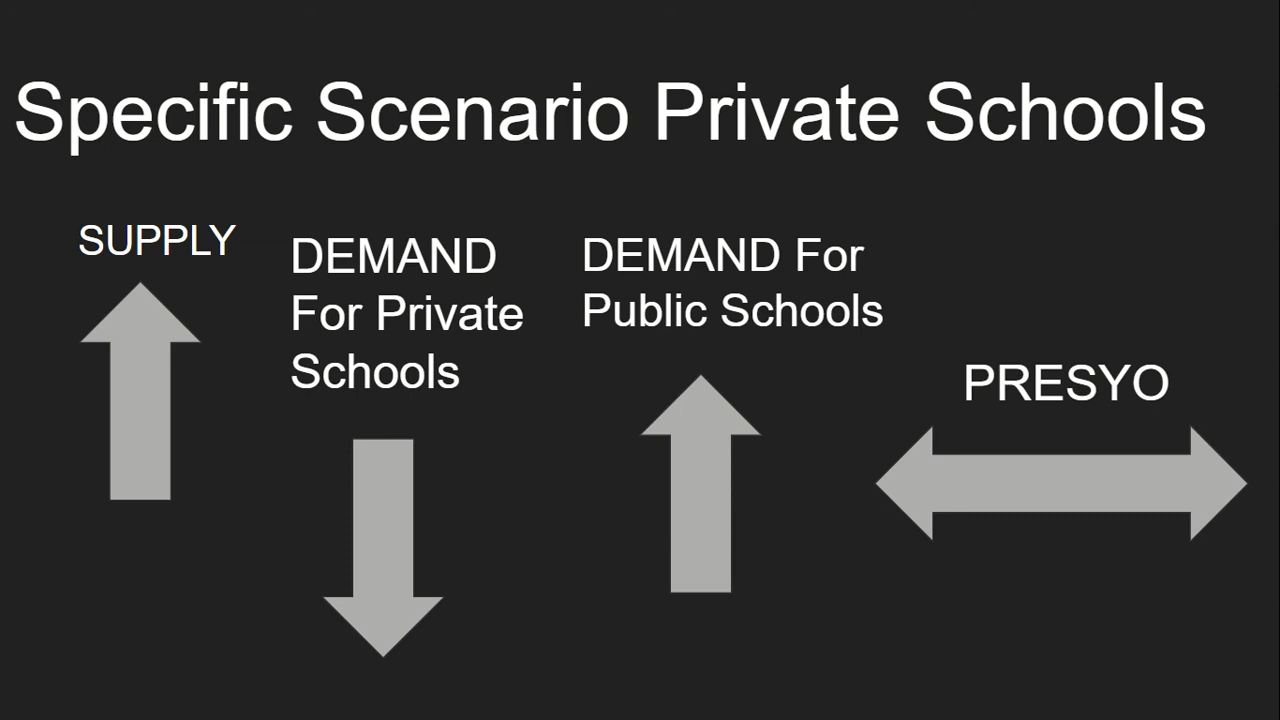 Specific Scenario Private Schools
SUPPLY
DEMAND
For Private
Schools
DEMAND For
Public Schools
PRESYO